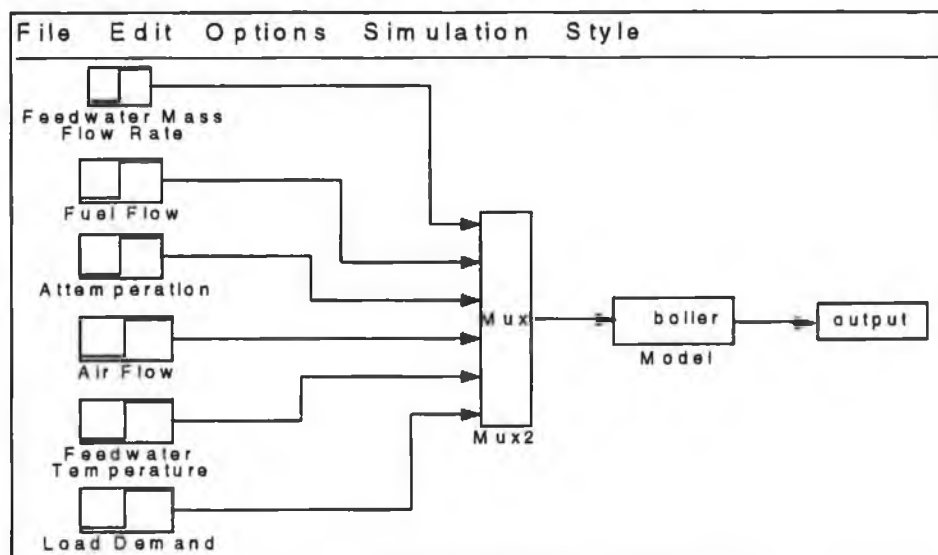 File Edit Options Simulation Style
Feedwater Mass
Flow Rate
Fuel Flow
Attemperation
Air Flow
Feedwater
Temperature
Load Demand
Mux
Mux2
boiler
Model
output